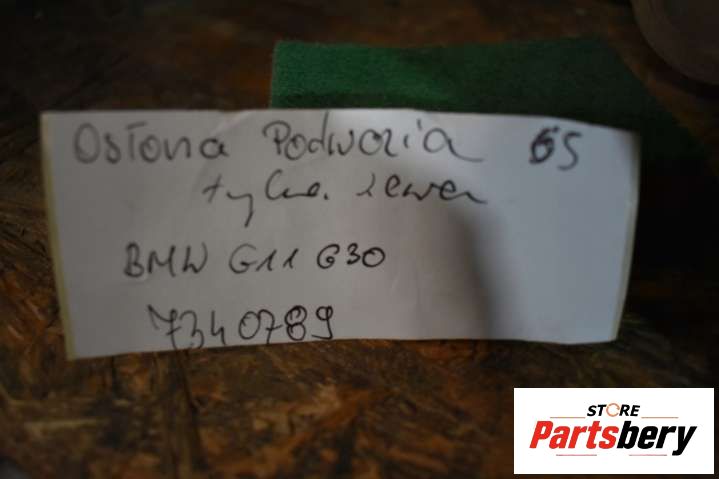 Osłona Podwozia 65
tylna lewa
BMW G11 G30
7340789
STORE
Partsbery